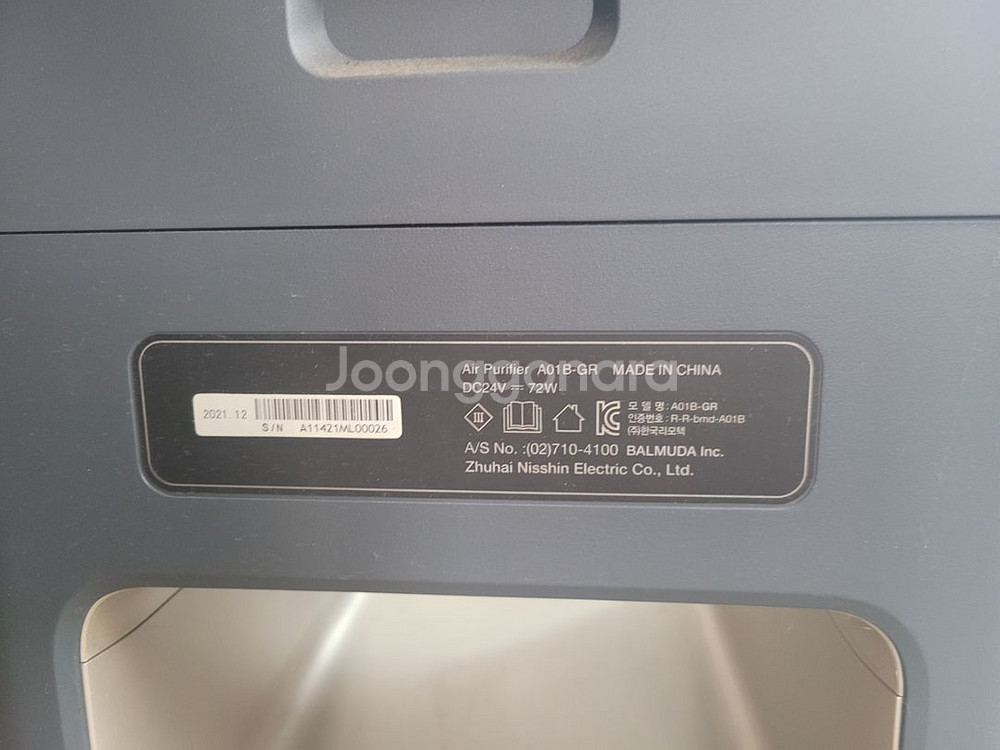 Joonggonara
2021.12
S/N A11421ML00026
Air Purifier A01B-GR MADE IN CHINA
DC24V ⎓ 72W
III
모 델 명 : A01B-GR
인증번호 : R-R-bmd-A01B
(주)한국리모텍
A/S No. :(02)710-4100 BALMUDA Inc.
Zhuhai Nisshin Electric Co., Ltd.